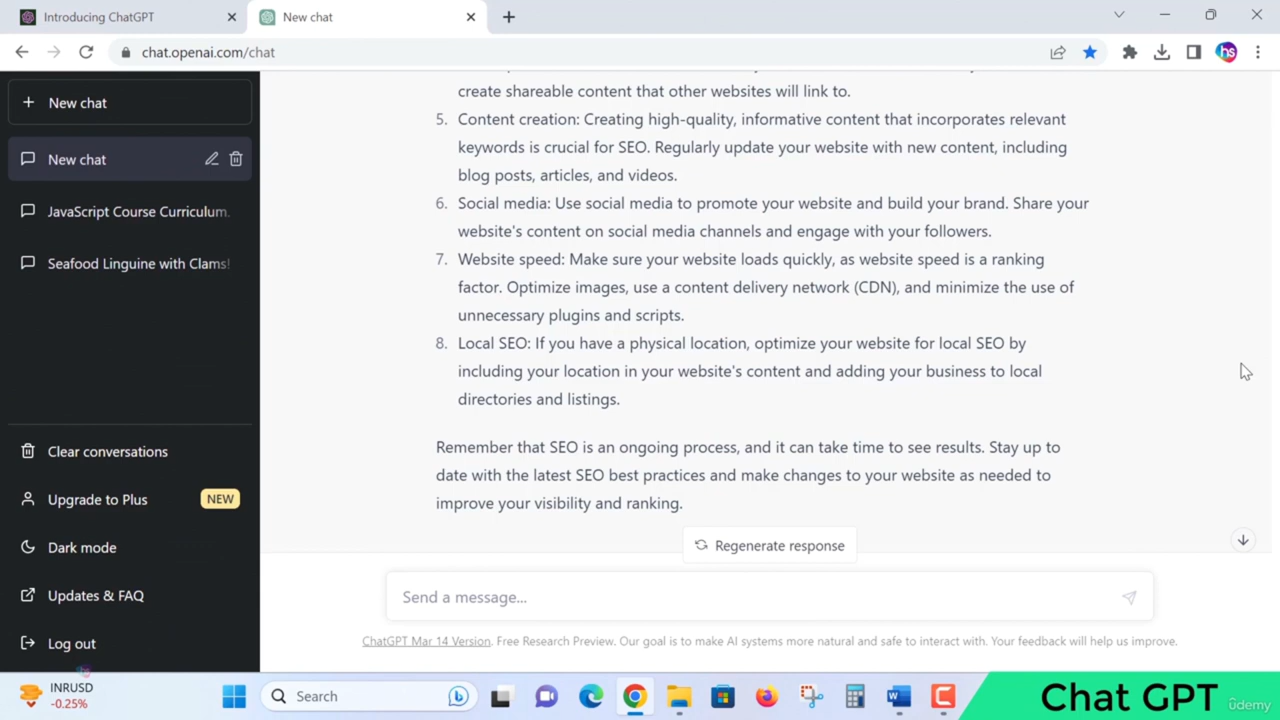 Introducing ChatGPT
New chat
chat.openai.com/chat
hs
New chat
New chat
JavaScript Course Curriculum.
Seafood Linguine with Clams!
Clear conversations
Upgrade to Plus
NEW
Dark mode
Updates & FAQ
Log out
create shareable content that other websites will link to.
5. Content creation: Creating high-quality, informative content that incorporates relevant
keywords is crucial for SEO. Regularly update your website with new content, including
blog posts, articles, and videos.
6. Social media: Use social media to promote your website and build your brand. Share your
website's content on social media channels and engage with your followers.
7. Website speed: Make sure your website loads quickly, as website speed is a ranking
factor. Optimize images, use a content delivery network (CDN), and minimize the use of
unnecessary plugins and scripts.
8. Local SEO: If you have a physical location, optimize your website for local SEO by
including your location in your website's content and adding your business to local
directories and listings.
Remember that SEO is an ongoing process, and it can take time to see results. Stay up to
date with the latest SEO best practices and make changes to your website as needed to
improve your visibility and ranking.
Regenerate response
Send a message...
ChatGPT Mar 14 Version. Free Research Preview. Our goal is to make AI systems more natural and safe to interact with. Your feedback will help us improve.
INRUSD
-0.25%
Search
Chat GPT
ûdemy